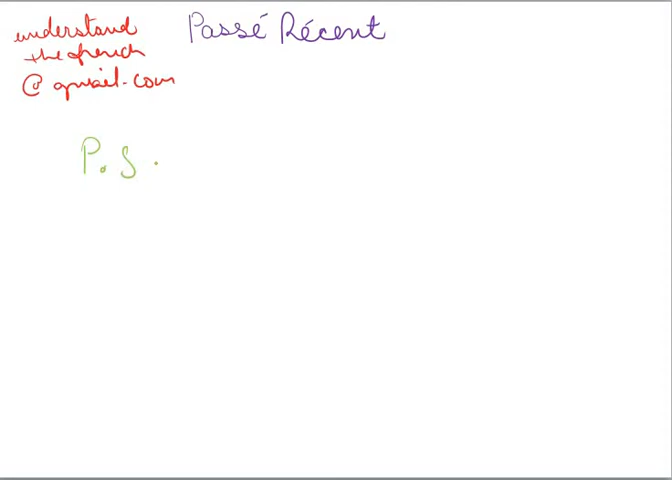 understand
the french
@ gmail.com
Passé Récent
P. S.